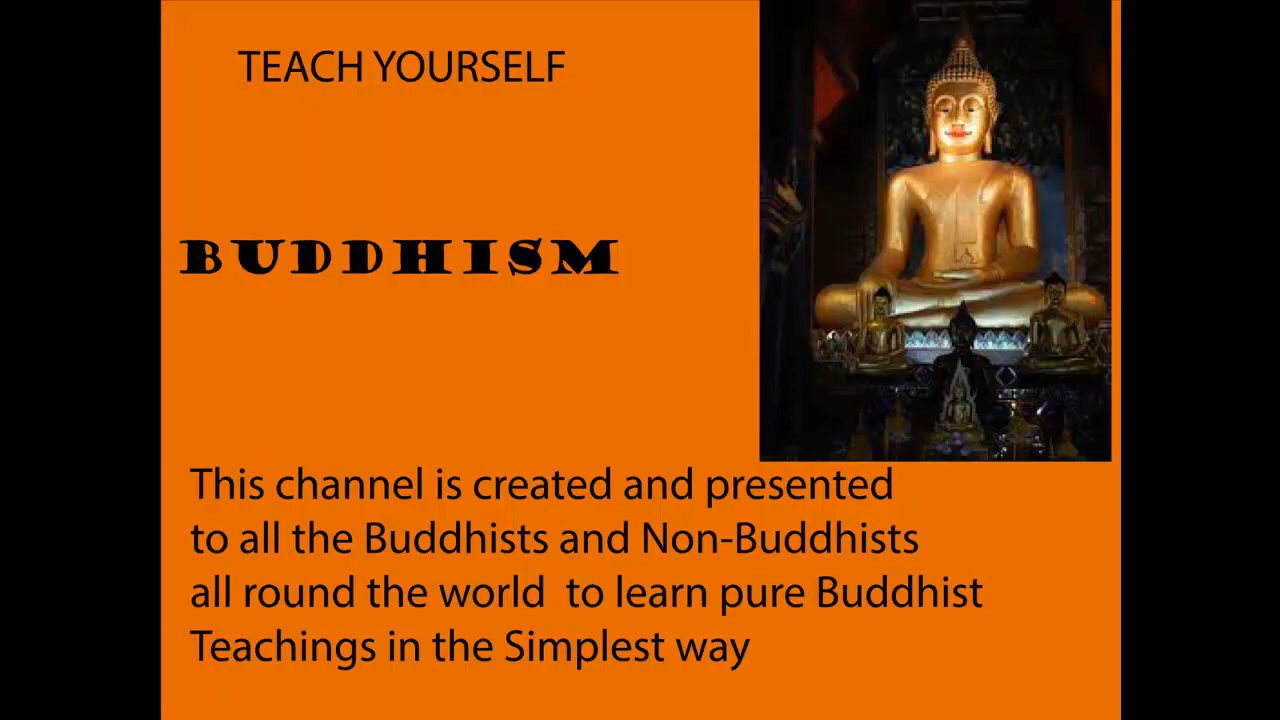 TEACH YOURSELF
BUDDHISM
This channel is created and presented
to all the Buddhists and Non-Buddhists
all round the world to learn pure Buddhist
Teachings in the Simplest way